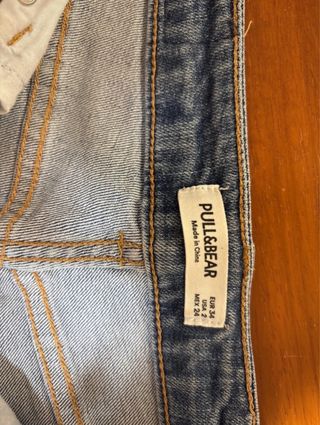 PULL&BEAR
Made in China
EUR 34
USA 2
MEX 24